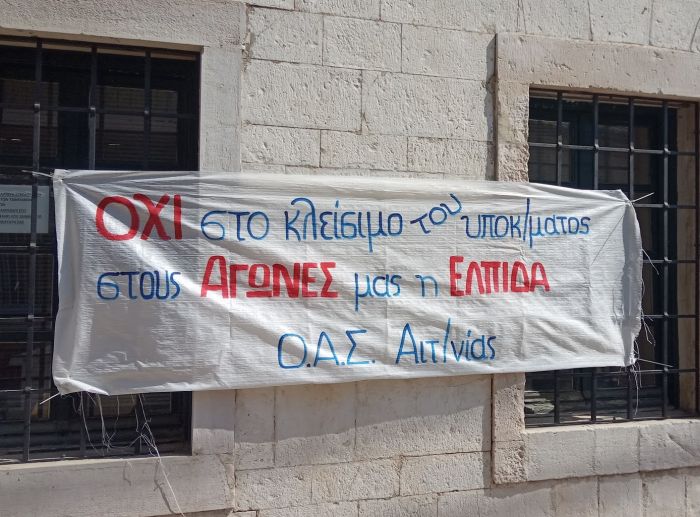 ΟΧΙ στο κλείσιμο του υποκ/ματος
στους ΑΓΩΝΕΣ μας η ΕΛΠΙΔΑ
Ο.Α.Σ. Αιτ/νίας